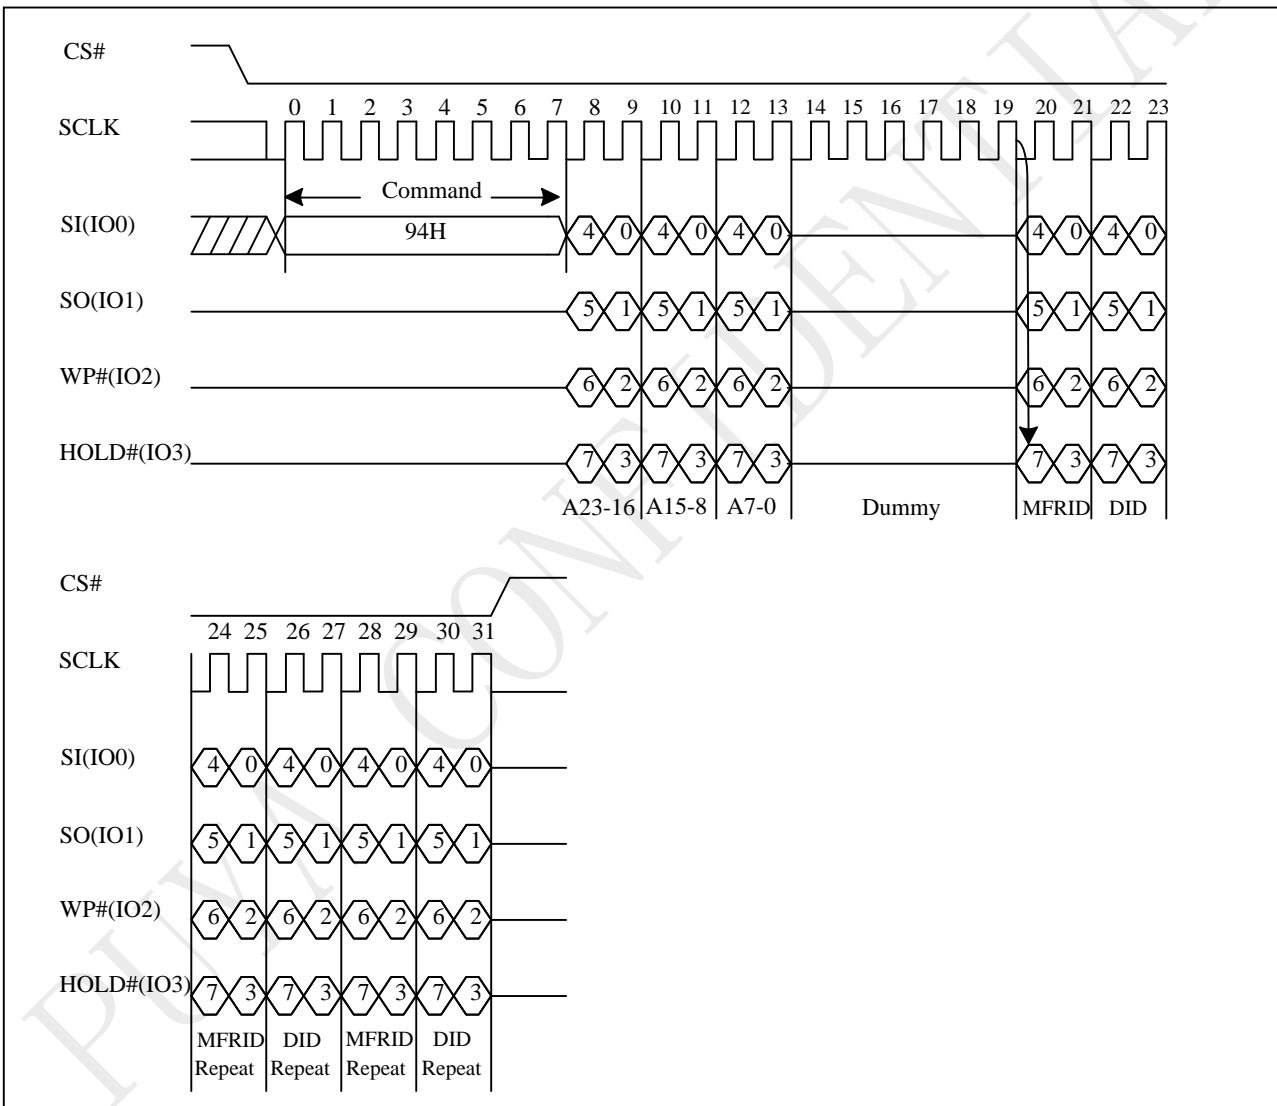 CS#
0 1 2 3 4 5 6 7 8 9 10 11 12 13 14 15 16 17 18 19 20 21 22 23
SCLK
Command
SI(IO0) 94H 4 0 4 0 4 0 4 0 4 0
SO(IO1) 5 1 5 1 5 1 5 1 5 1
WP#(IO2) 6 2 6 2 6 2 6 2 6 2
HOLD#(IO3) 7 3 7 3 7 3 7 3 7 3
A23-16 A15-8 A7-0 Dummy MFRID DID
CS#
24 25 26 27 28 29 30 31
SCLK
SI(IO0) 4 0 4 0 4 0 4 0
SO(IO1) 5 1 5 1 5 1 5 1
WP#(IO2) 6 2 6 2 6 2 6 2
HOLD#(IO3) 7 3 7 3 7 3 7 3
MFRID DID MFRID DID
Repeat Repeat Repeat Repeat
PUYA CONFIDENTIAL